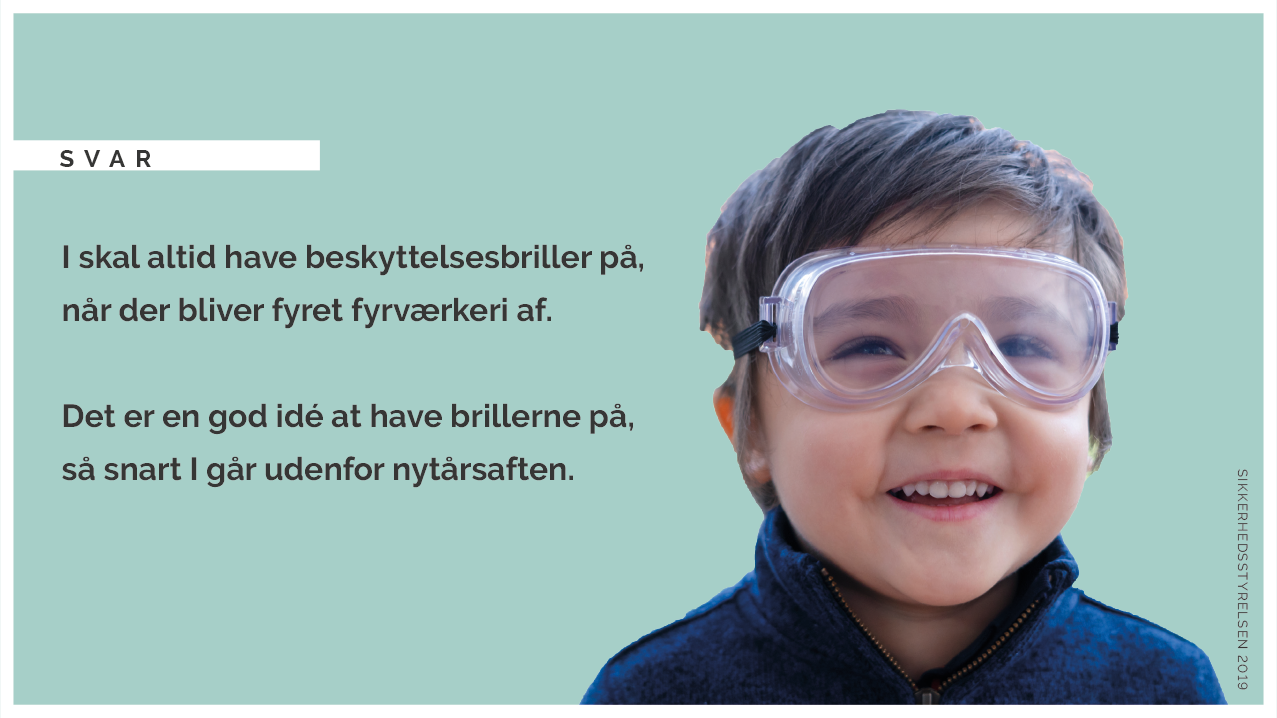 SVAR
I skal altid have beskyttelsesbriller på,
når der bliver fyret fyrværkeri af.
Det er en god idé at have brillerne på,
så snart I går udenfor nytårsaften.
SIKKERHEDSSTYRELSEN 2019